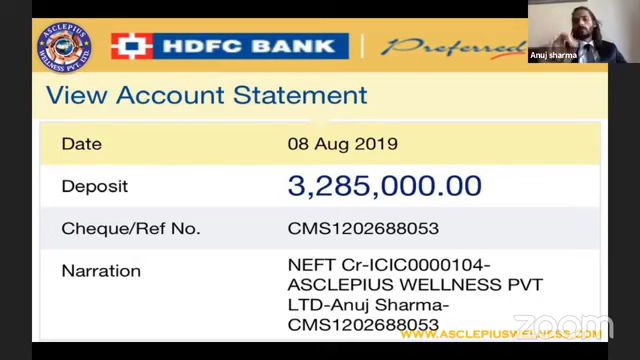 ASCLEPIUS
WELLNESS PVT. LTD.
HDFC BANK
Preferred
Anuj sharma
View Account Statement
Date 08 Aug 2019
Deposit 3,285,000.00
Cheque/Ref No. CMS1202688053
Narration NEFT Cr-ICIC0000104-
ASCLEPIUS WELLNESS PVT
LTD-Anuj Sharma-
CMS1202688053
zoom
WWW.ASCLEPIUSWELNESS.COM